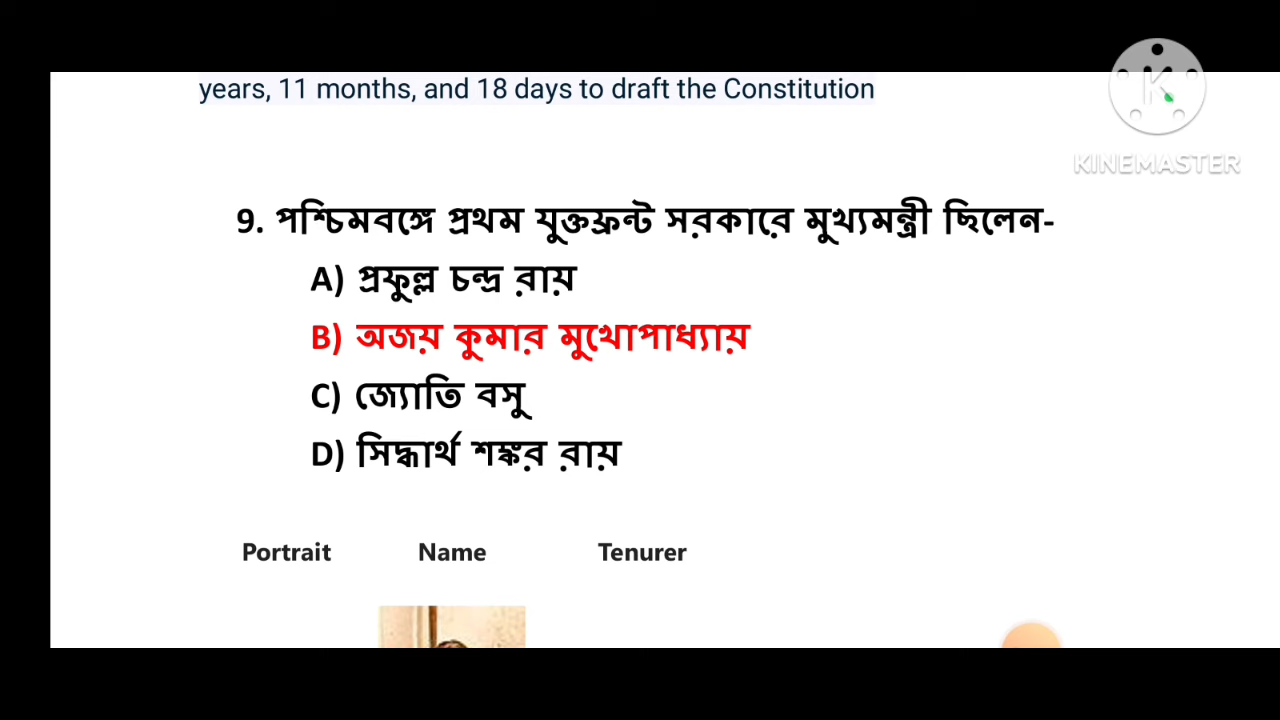 years, 11 months, and 18 days to draft the Constitution
KINEMASTER
9. পশ্চিমবঙ্গে প্রথম যুক্তফ্রন্ট সরকারে মুখ্যমন্ত্রী ছিলেন-
A) প্রফুল্ল চন্দ্র রায়
B) অজয় কুমার মুখোপাধ্যায়
C) জ্যোতি বসু
D) সিদ্ধার্থ শঙ্কর রায়
Portrait Name Tenurer